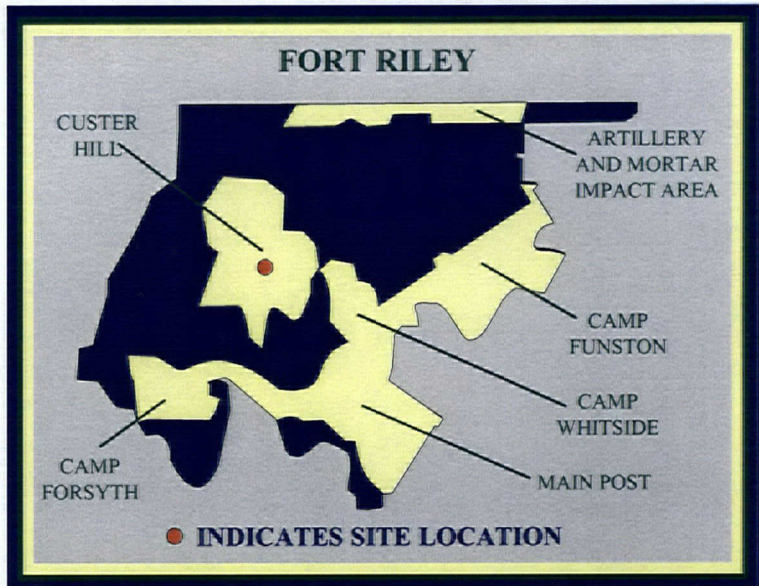 FORT RILEY
CUSTER
HILL
ARTILLERY
AND MORTAR
IMPACT AREA
CAMP
FUNSTON
CAMP
WHITSIDE
CAMP
FORSYTH
MAIN POST
INDICATES SITE LOCATION